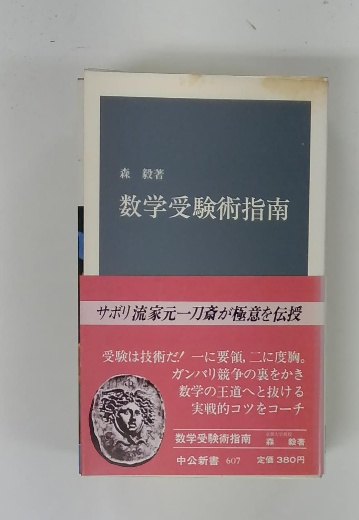 森 毅著
数学受験術指南
サボリ流家元一刀斎が極意を伝授
受験は技術だ! 一に要領,二に度胸。
ガンバリ競争の裏をかき
数学の王道へと抜ける
実戦的コツをコーチ
数学受験術指南 森 毅著
中公新書 607 定価 380円